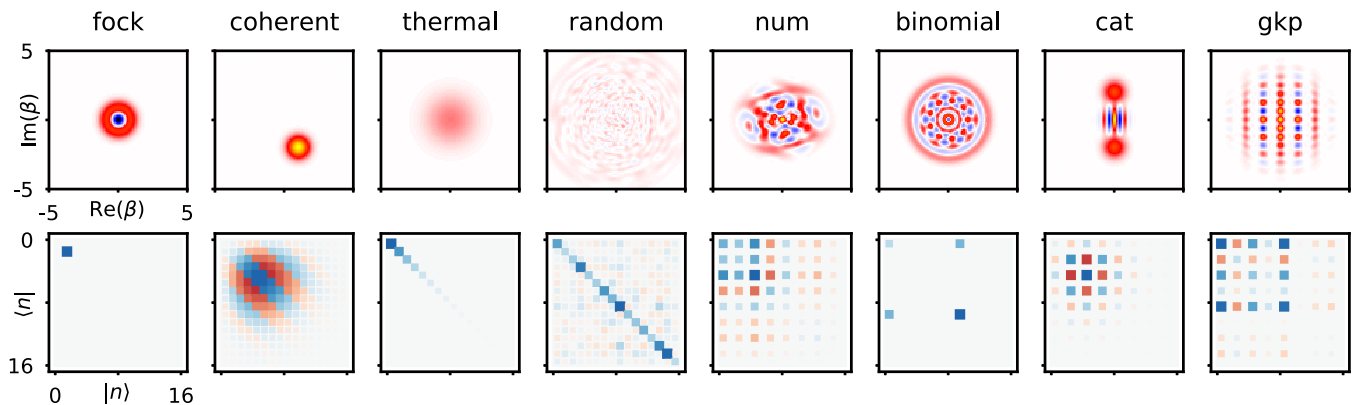 fock coherent thermal random num binomial cat gkp
5
Im(β)
-5
-5 Re(β) 5
0
⟨n|
16
0 |n⟩ 16